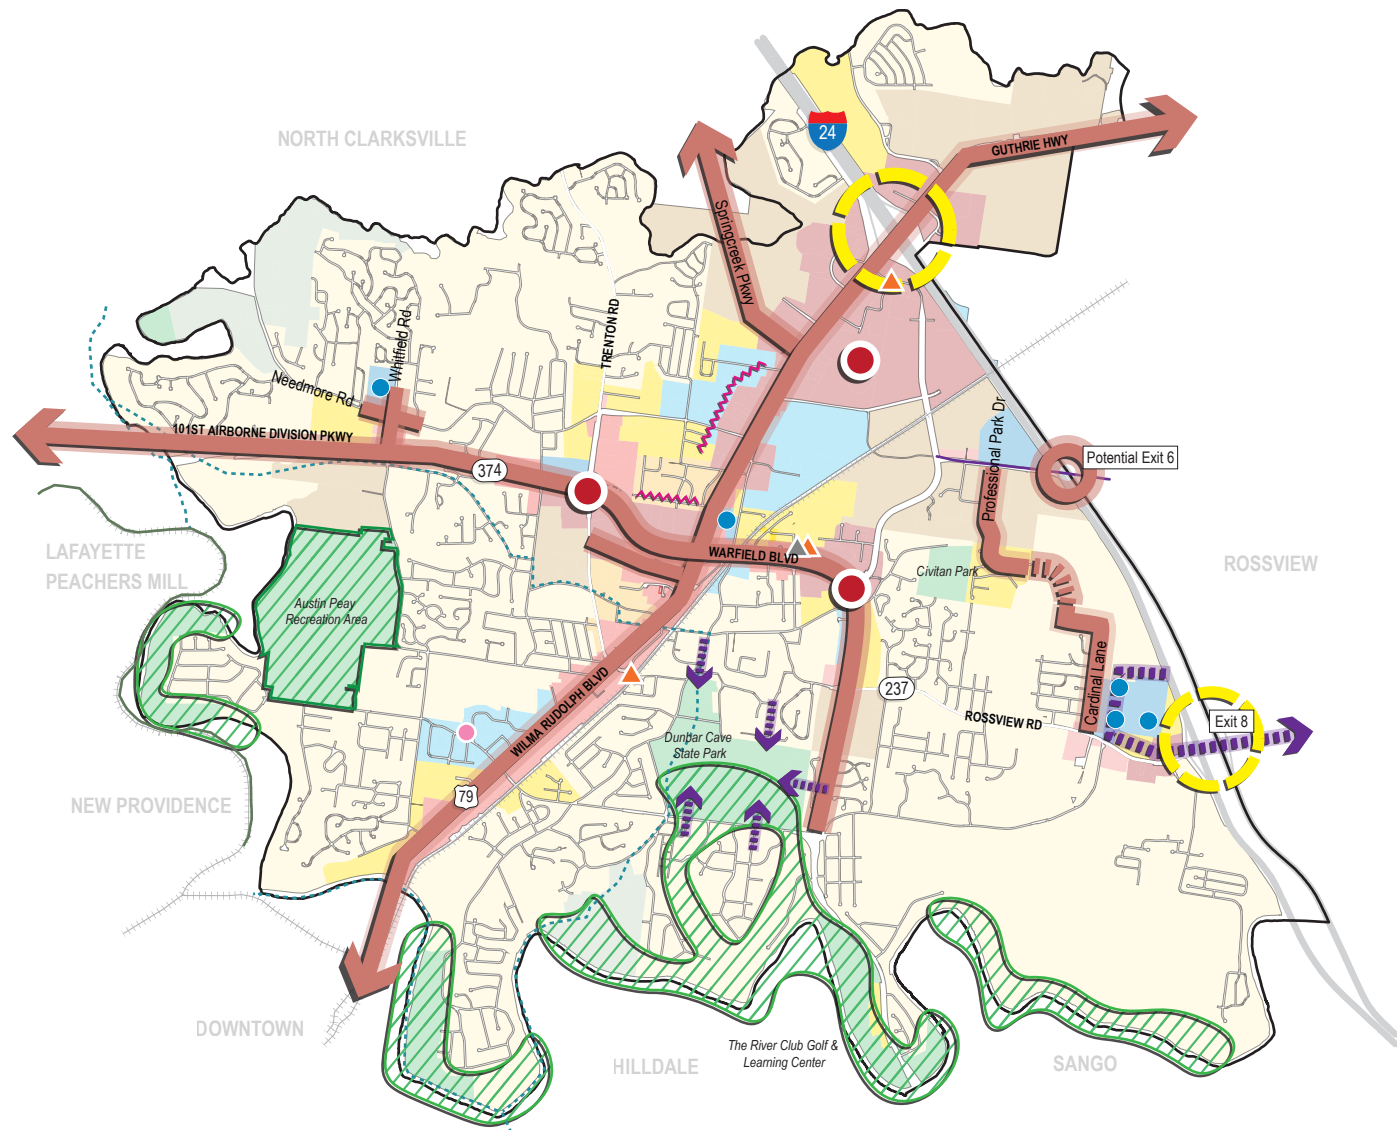 24
NORTH CLARKSVILLE
GUTHRIE HWY
Springcreek Pkwy
TRENTON RD
Whitfield Rd
Needmore Rd
101ST AIRBORNE DIVISION PKWY
374
Professional Park Dr
Potential Exit 6
LAFAYETTE
PEACHERS MILL
WARFIELD BLVD
Civitan Park
ROSSVIEW
Austin Peay
Recreation Area
WILMA RUDOLPH BLVD
237
Cardinal Lane
ROSSVIEW RD
Exit 8
Dunbar Cave
State Park
79
NEW PROVIDENCE
DOWNTOWN
The River Club Golf &
Learning Center
HILLDALE
SANGO